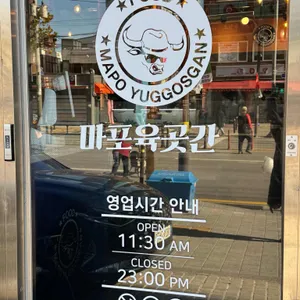 FOOD
MAPO YUGGOSGAN
마포육곳간
영업시간 안내
OPEN
11:30 AM
CLOSED
23:00 PM